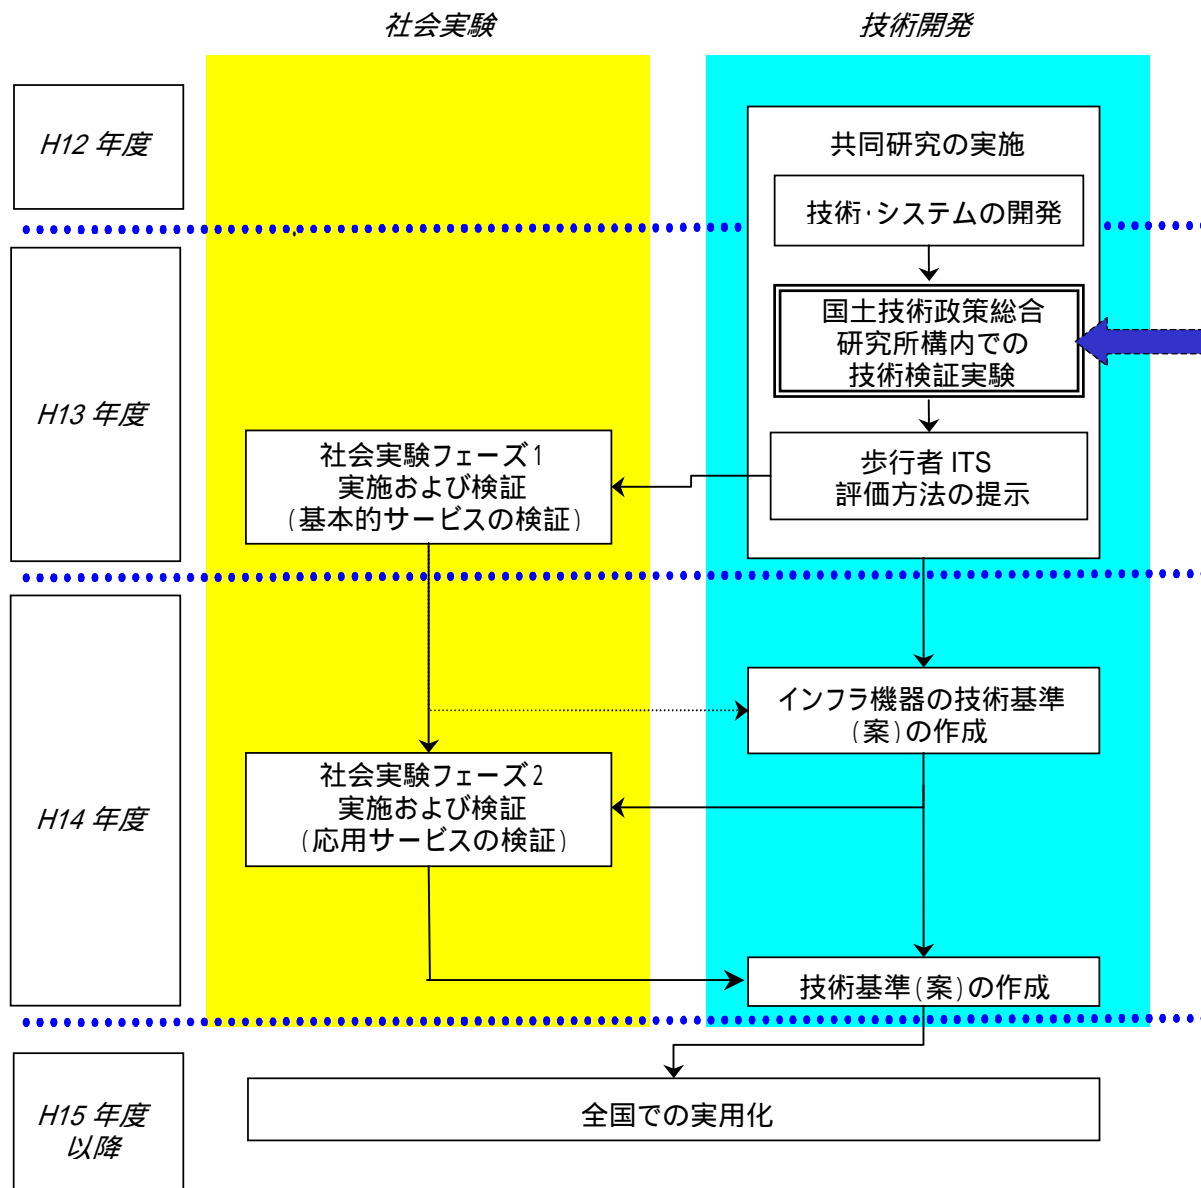 社会実験
技術開発
H12 年度
共同研究の実施
技術・システムの開発
国土技術政策総合
研究所構内での
技術検証実験
H13 年度
社会実験フェーズ1
実施および検証
(基本的サービスの検証)
歩行者 ITS
評価方法の提示
インフラ機器の技術基準
(案)の作成
H14 年度
社会実験フェーズ2
実施および検証
(応用サービスの検証)
技術基準(案)の作成
H15 年度
以降
全国での実用化